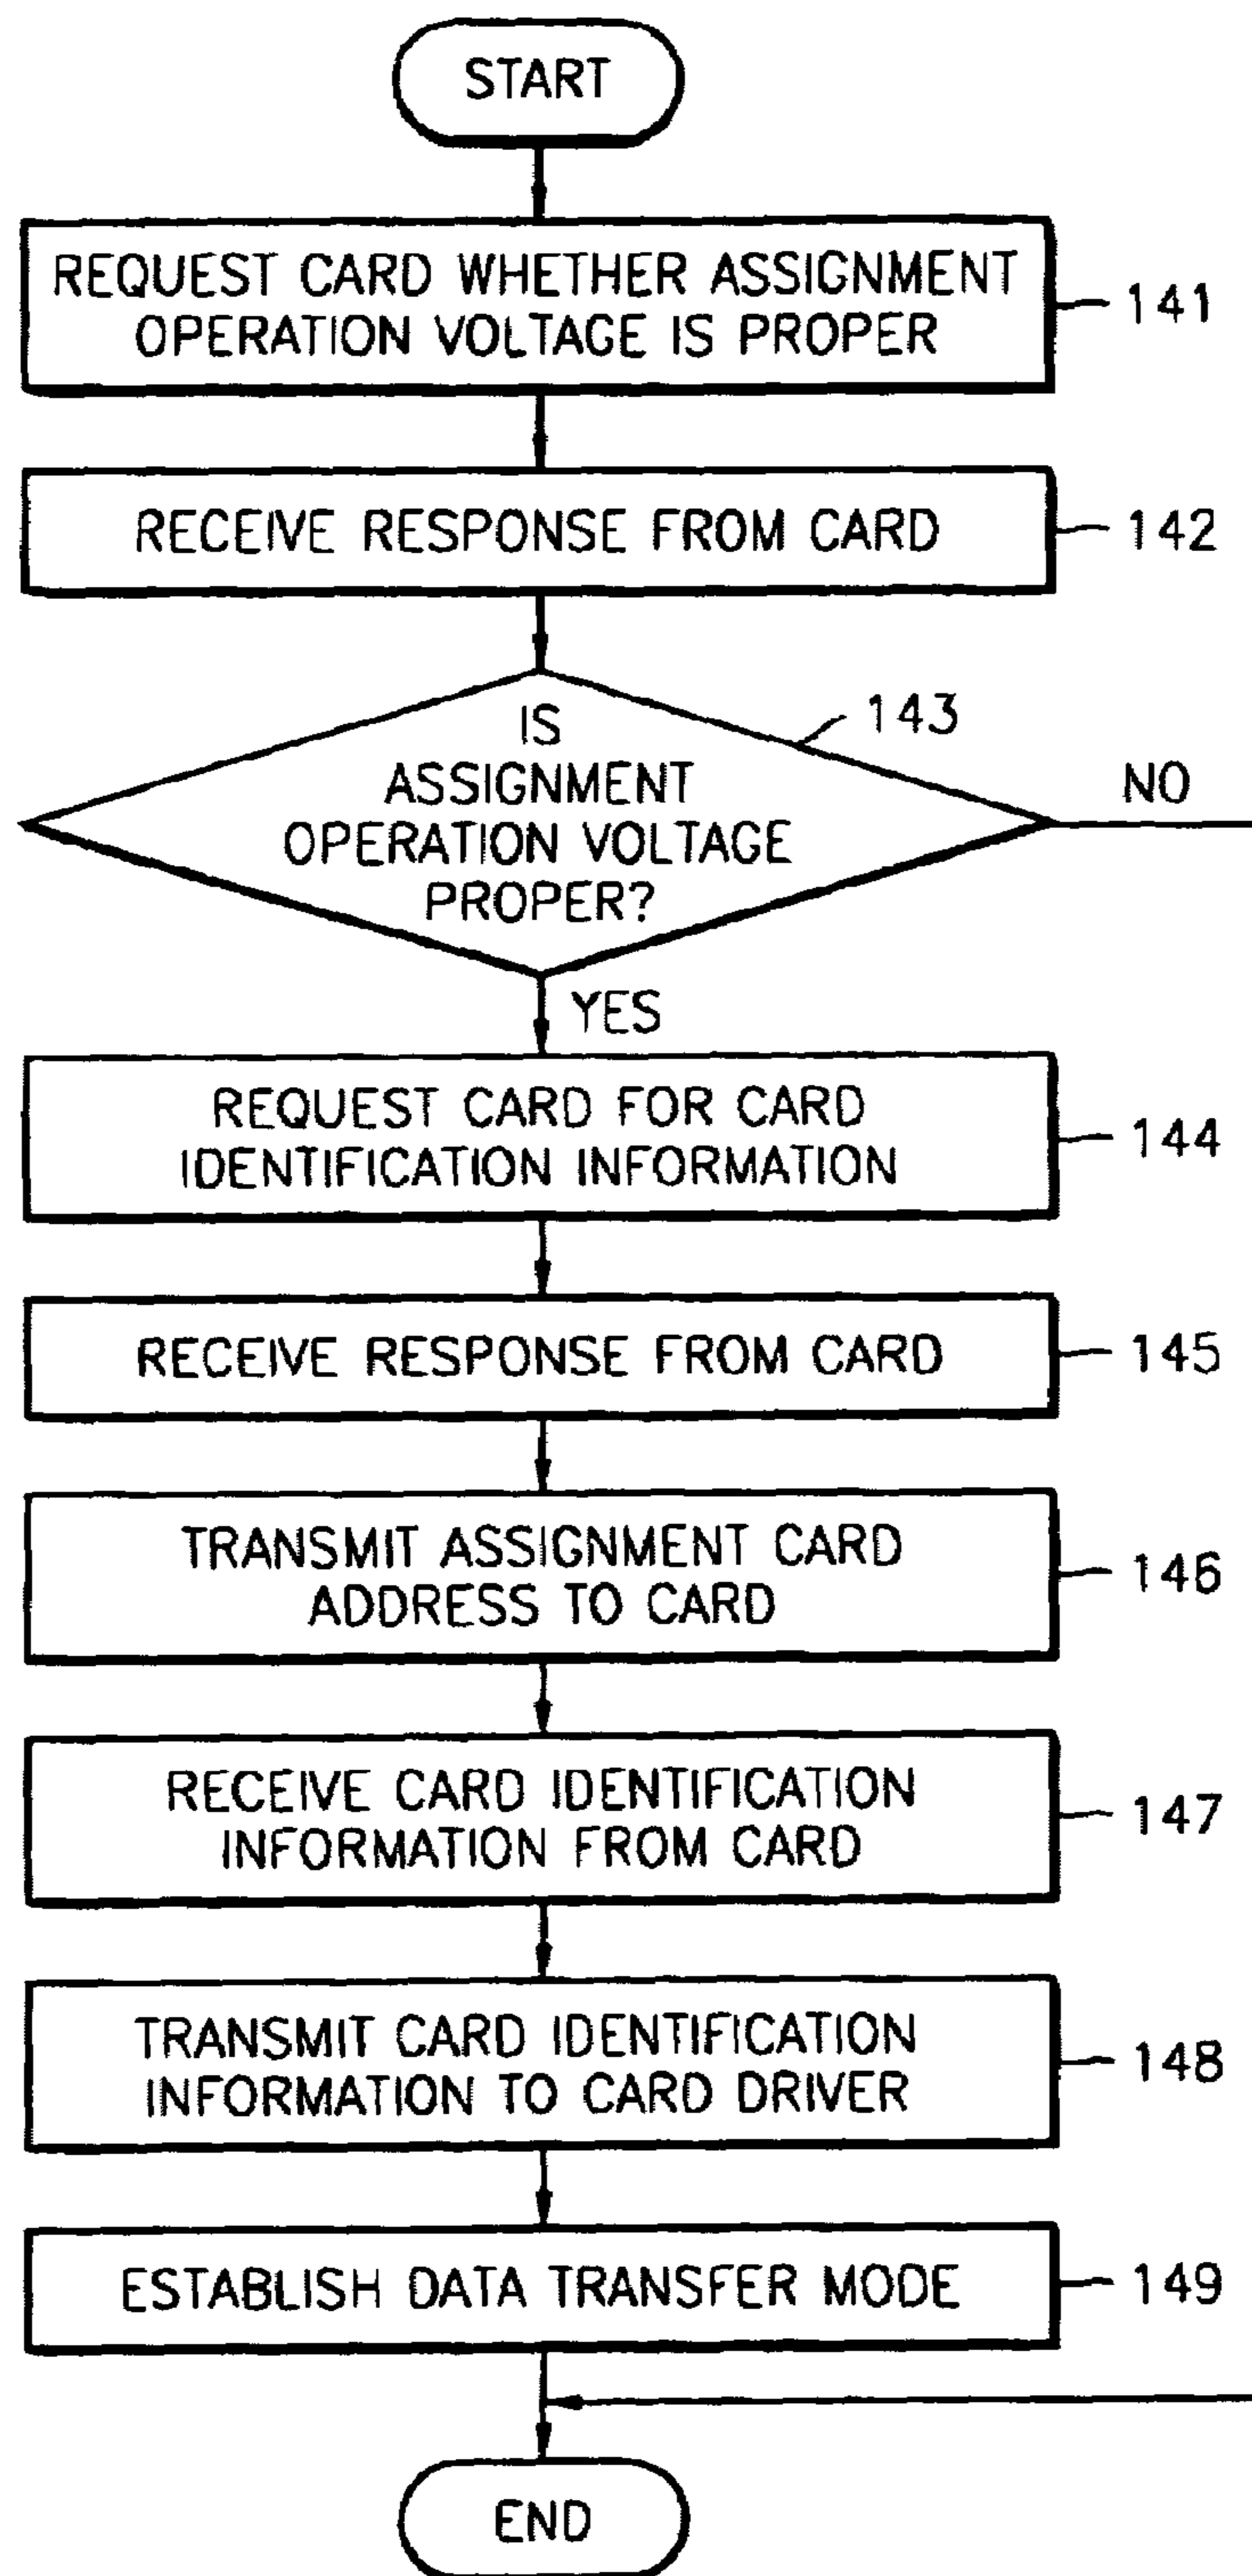 START
REQUEST CARD WHETHER ASSIGNMENT
OPERATION VOLTAGE IS PROPER
141
RECEIVE RESPONSE FROM CARD
142
143
IS
ASSIGNMENT
OPERATION VOLTAGE
PROPER?
NO
YES
REQUEST CARD FOR CARD
IDENTIFICATION INFORMATION
144
RECEIVE RESPONSE FROM CARD
145
TRANSMIT ASSIGNMENT CARD
ADDRESS TO CARD
146
RECEIVE CARD IDENTIFICATION
INFORMATION FROM CARD
147
TRANSMIT CARD IDENTIFICATION
INFORMATION TO CARD DRIVER
148
ESTABLISH DATA TRANSFER MODE
149
END